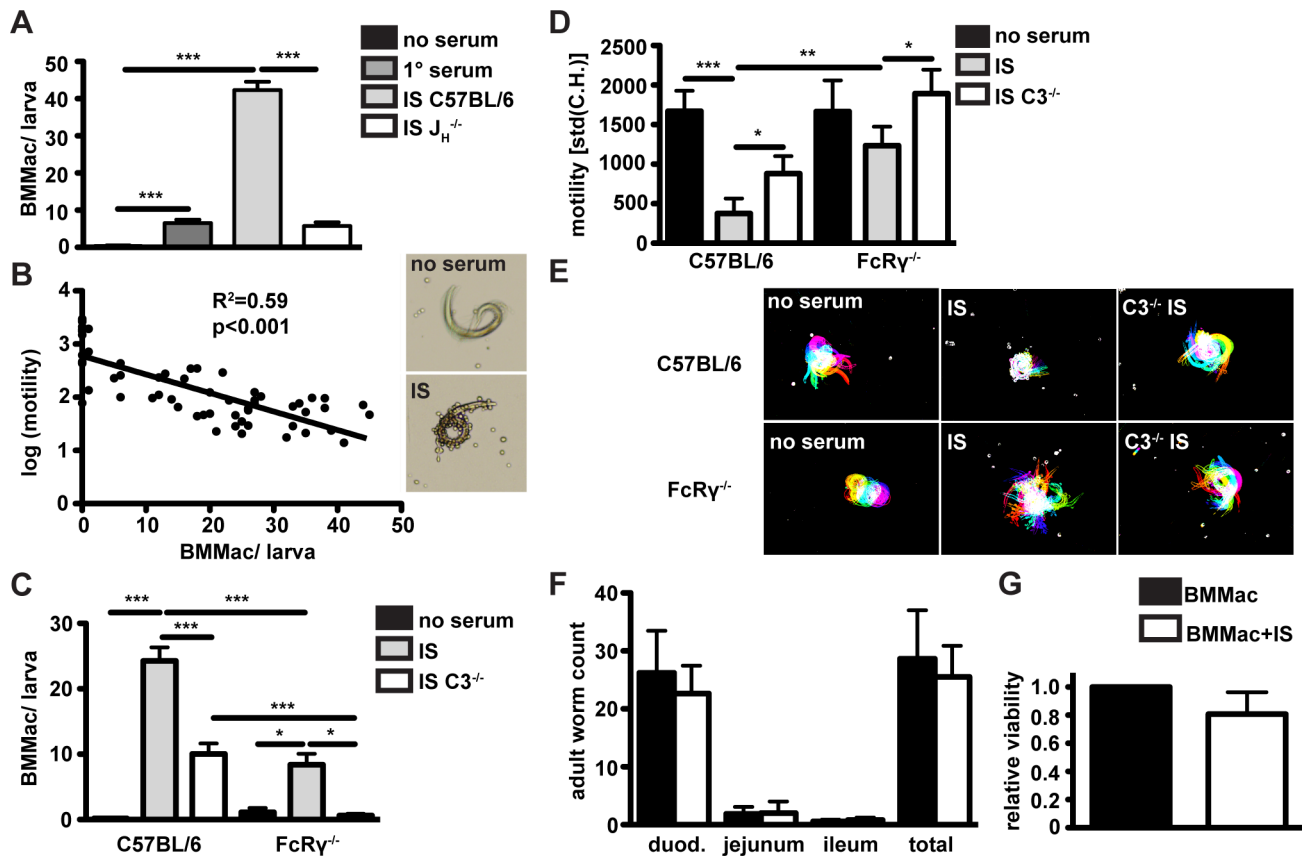 A
BMMac/ larva
50
40
30
20
10
0
***
***
***
no serum
1° serum
IS C57BL/6
IS JH-/-
B
log (motility)
4
3
2
1
0
R2=0.59
p<0.001
0 10 20 30 40 50
BMMac/ larva
no serum
IS
C
BMMac/ larva
30
20
10
0
*** ***
***
***
* *
C57BL/6 FcRγ-/-
no serum
IS
IS C3-/-
D
motility [std(C.H.)]
2500
2000
1500
1000
500
0
*** ** *
*
C57BL/6 FcRγ-/-
no serum
IS
IS C3-/-
E
no serum IS C3-/- IS
C57BL/6
no serum IS C3-/- IS
FcRγ-/-
F
adult worm count
40
30
20
10
0
duod. jejunum ileum total
G
BMMac
BMMac+IS
relative viability
1.0
0.8
0.6
0.4
0.2
0